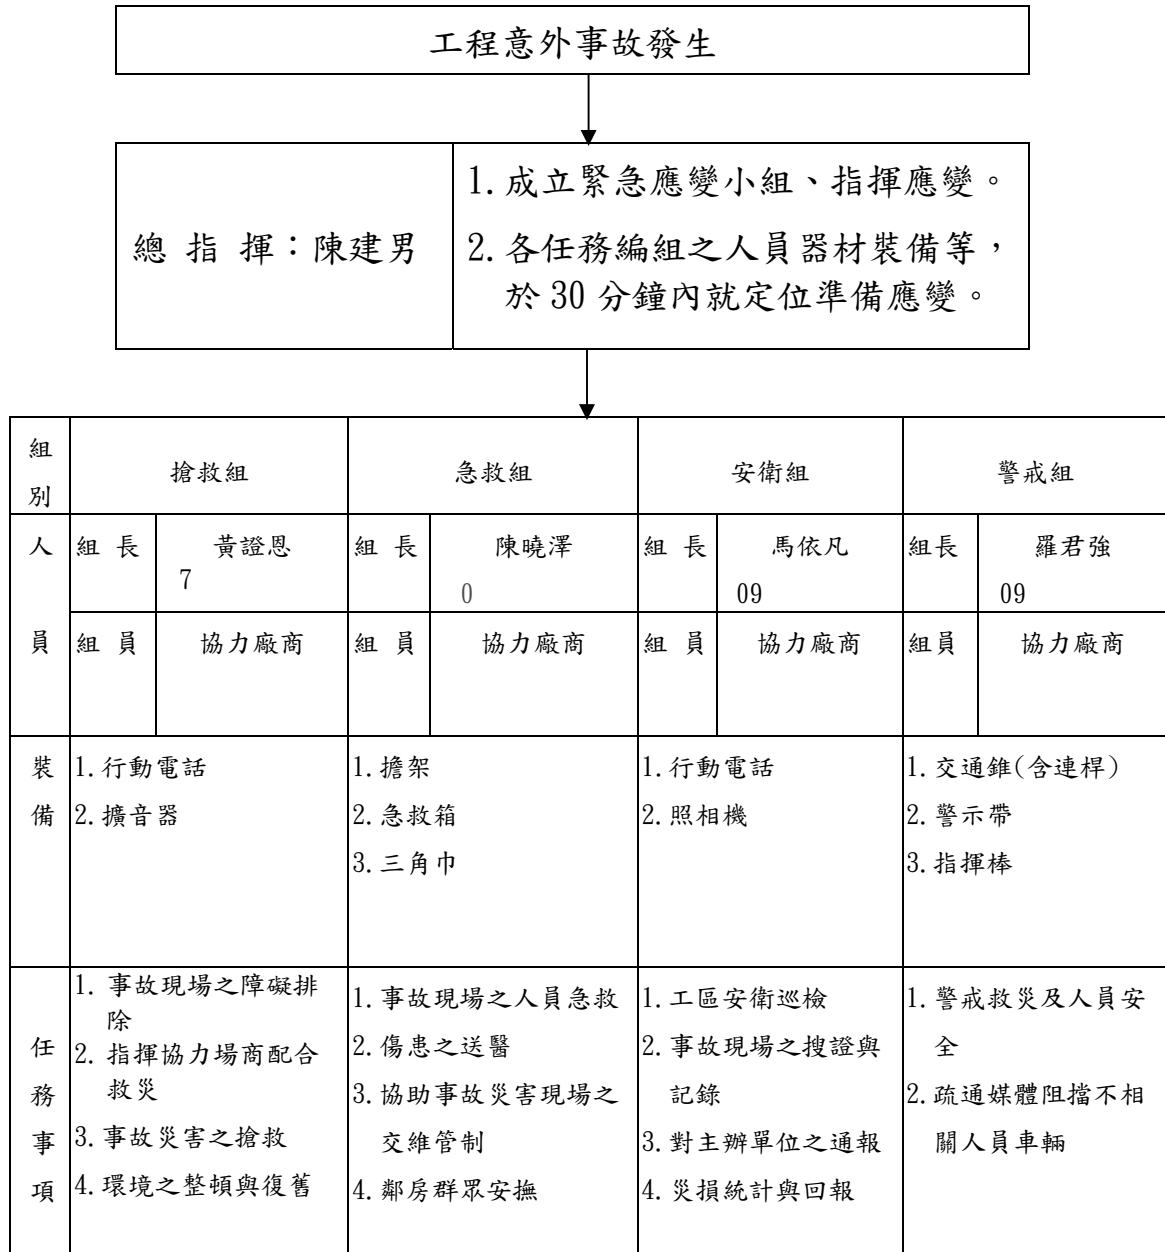 工程意外事故發生
總 指 揮：陳建男
1.成立緊急應變小組、指揮應變。
2.各任務編組之人員器材裝備等，
於 30 分鐘內就定位準備應變。
組別
搶救組
急救組
安衛組
警戒組
人員
組 長
黃證恩
7
組 長
陳曉澤
0
組 長
馬依凡
09
組長
羅君強
09
組 員
協力廠商
組 員
協力廠商
組 員
協力廠商
組員
協力廠商
裝備
1.行動電話
2.擴音器
1.擔架
2.急救箱
3.三角巾
1.行動電話
2.照相機
1.交通錐(含連桿)
2.警示帶
3.指揮棒
任務事項
1. 事故現場之障礙排
除
2. 指揮協力場商配合
救災
3.事故災害之搶救
4.環境之整頓與復舊
1.事故現場之人員急救
2.傷患之送醫
3.協助事故災害現場之
交維管制
4.鄰房群眾安撫
1.工區安衛巡檢
2.事故現場之搜證與
記錄
3.對主辦單位之通報
4.災損統計與回報
1.警戒救災及人員安
全
2.疏通媒體阻擋不相
關人員車輛